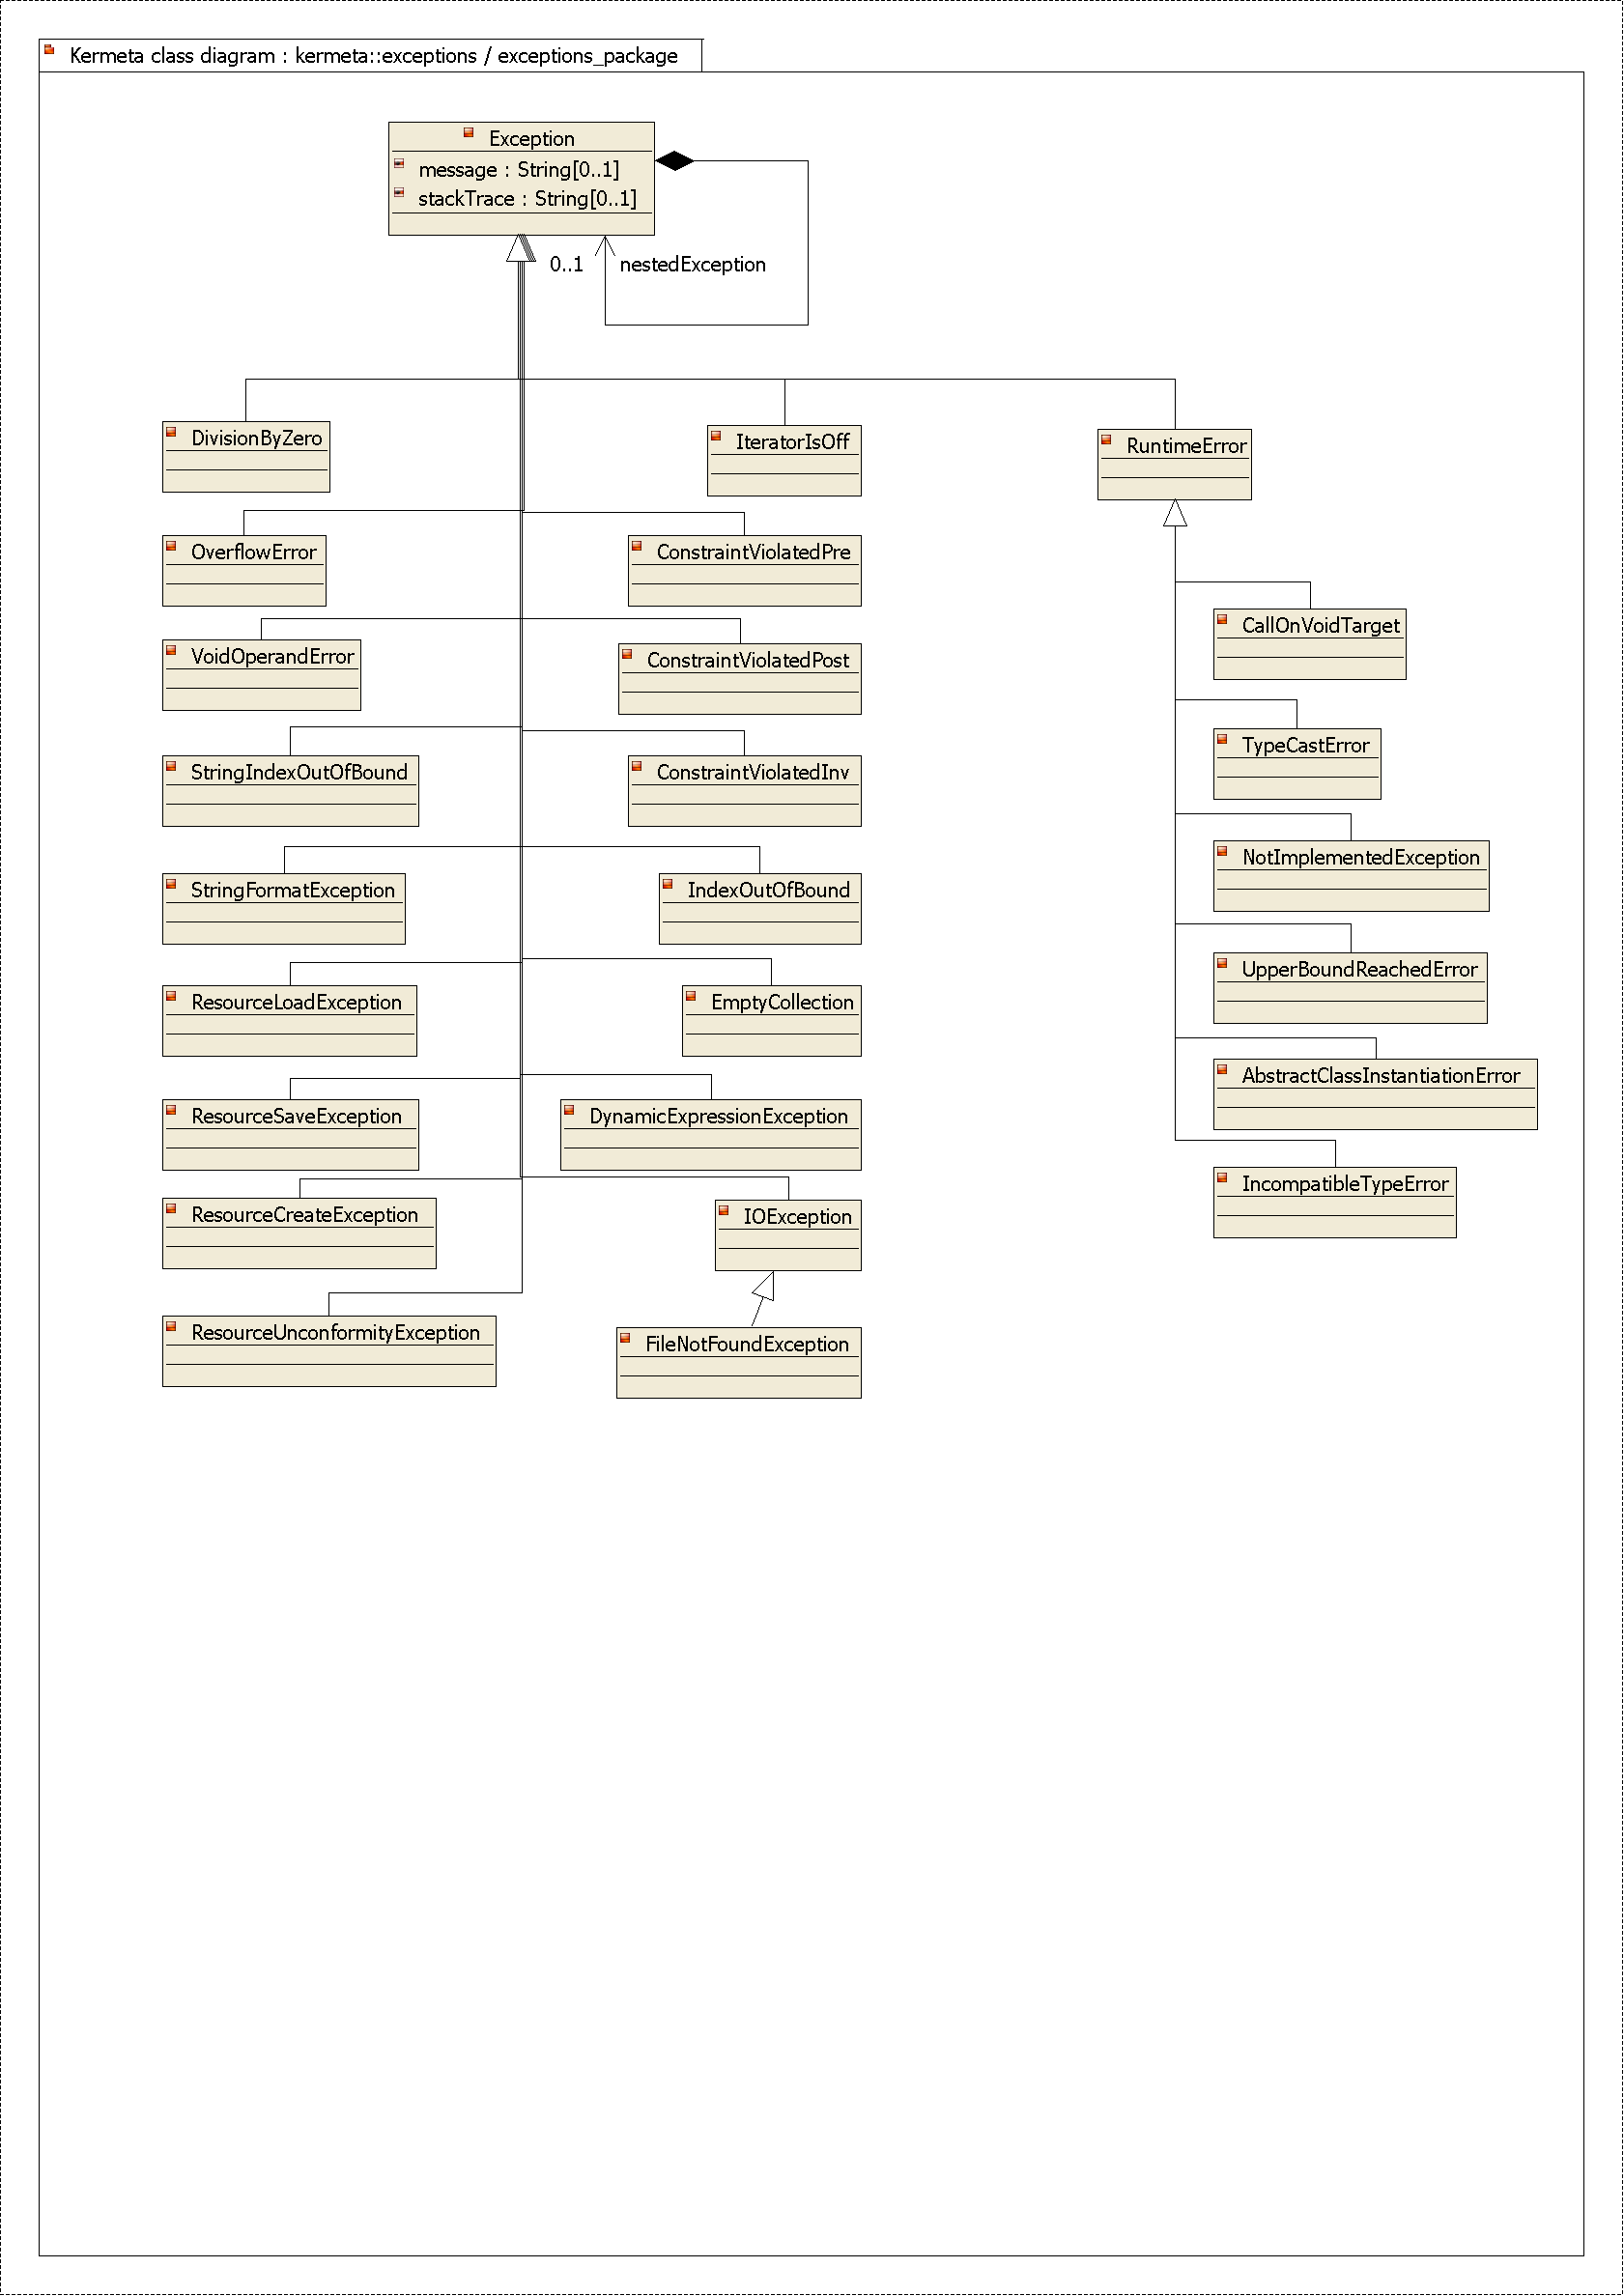 Kermeta class diagram : kermeta::exceptions / exceptions_package
Exception
message : String[0..1]
stackTrace : String[0..1]
0..1 nestedException
DivisionByZero
IteratorIsOff
RuntimeError
OverflowError
ConstraintViolatedPre
CallOnVoidTarget
VoidOperandError
ConstraintViolatedPost
TypeCastError
StringIndexOutOfBound
ConstraintViolatedInv
NotImplementedException
StringFormatException
IndexOutOfBound
UpperBoundReachedError
ResourceLoadException
EmptyCollection
AbstractClassInstantiationError
ResourceSaveException
DynamicExpressionException
IncompatibleTypeError
ResourceCreateException
IOException
ResourceUnconformityException
FileNotFoundException